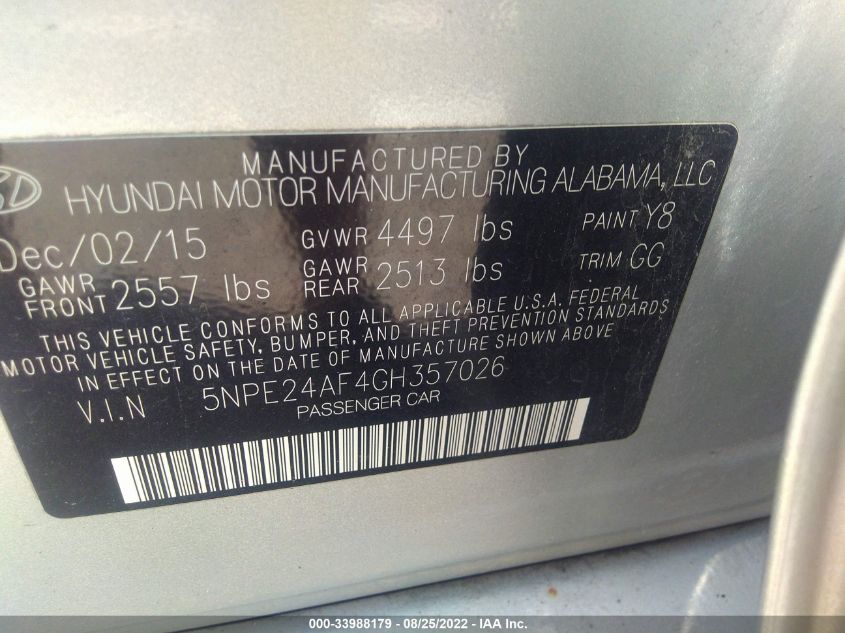 MANUFACTURED BY
HYUNDAI MOTOR MANUFACTURING ALABAMA, LLC
Dec/02/15 GVWR 4497 lbs PAINT Y8
GAWR FRONT 2557 lbs GAWR REAR 2513 lbs TRIM GG
THIS VEHICLE CONFORMS TO ALL APPLICABLE U.S.A. FEDERAL
MOTOR VEHICLE SAFETY, BUMPER, AND THEFT PREVENTION STANDARDS
IN EFFECT ON THE DATE OF MANUFACTURE SHOWN ABOVE
V.I.N 5NPE24AF4GH357026
PASSENGER CAR
000-33988179 - 08/25/2022 - IAA Inc.